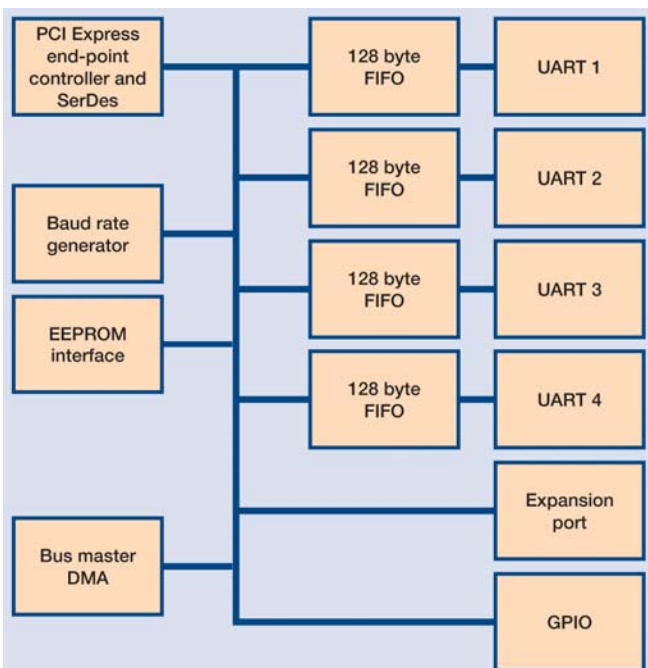 PCI Express
end-point
controller and
SerDes
128 byte
FIFO
UART 1
128 byte
FIFO
UART 2
Baud rate
generator
128 byte
FIFO
UART 3
EEPROM
interface
128 byte
FIFO
UART 4
Expansion
port
Bus master
DMA
GPIO